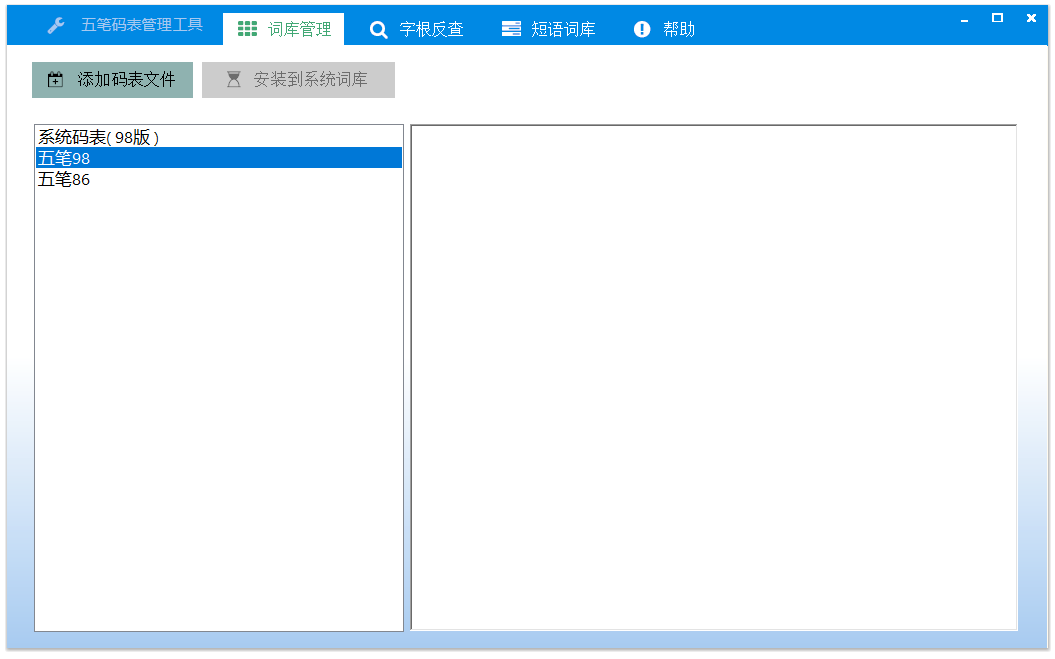 五笔码表管理工具
词库管理
字根反查
短语词库
帮助
添加码表文件
安装到系统词库
系统码表( 98版 )
五笔98
五笔86